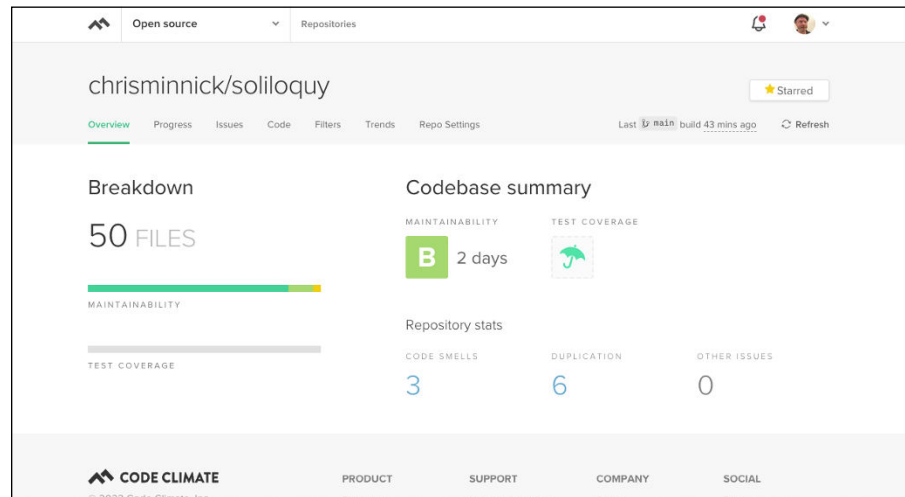 Open source
Repositories
chrisminnick/soliloquy
Starred
Overview Progress Issues Code Filters Trends Repo Settings
Last main build 43 mins ago Refresh
Breakdown
50 FILES
MAINTAINABILITY
TEST COVERAGE
Codebase summary
MAINTAINABILITY TEST COVERAGE
B 2 days
Repository stats
CODE SMELLS DUPLICATION OTHER ISSUES
3 6 0
CODE CLIMATE
PRODUCT SUPPORT COMPANY SOCIAL